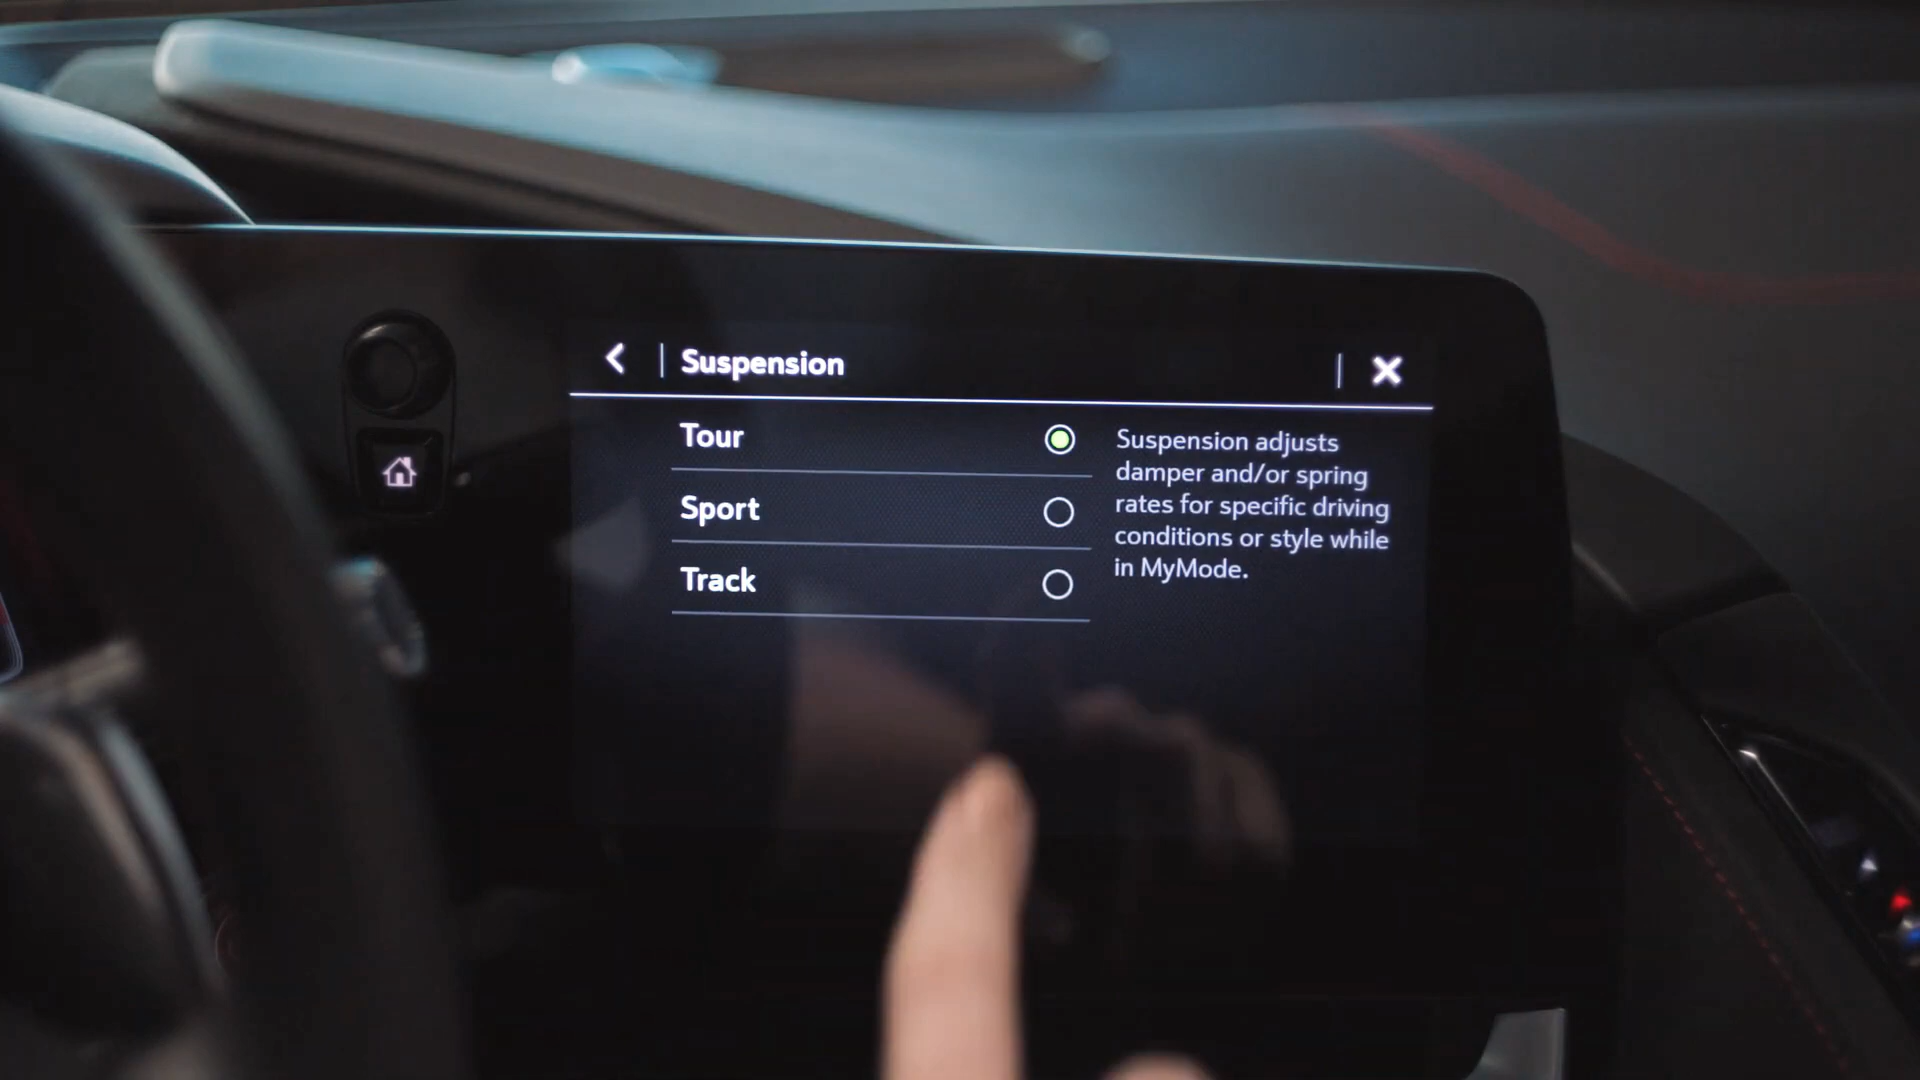 Suspension
Tour
Sport
Track
Suspension adjusts
damper and/or spring
rates for specific driving
conditions or style while
in MyMode.